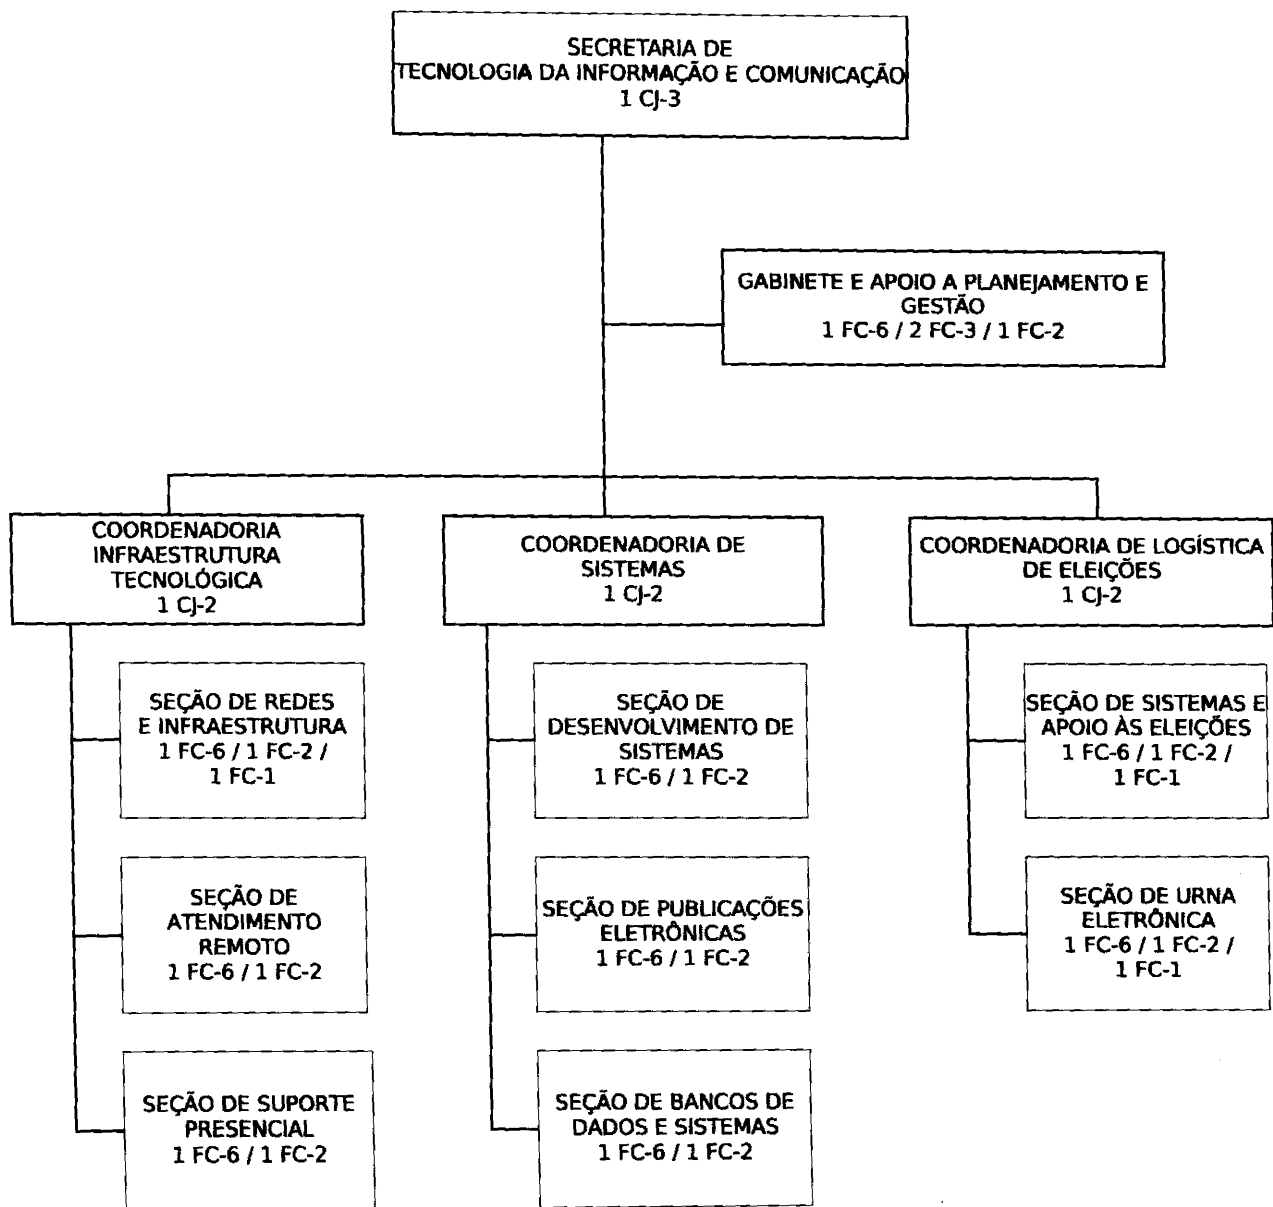 SECRETARIA DE
TECNOLOGIA DA INFORMAÇÃO E COMUNICAÇÃO
1 CJ-3
GABINETE E APOIO A PLANEJAMENTO E
GESTÃO
1 FC-6 / 2 FC-3 / 1 FC-2
COORDENADORIA
INFRAESTRUTURA
TECNOLÓGICA
1 CJ-2
SEÇÃO DE REDES
E INFRAESTRUTURA
1 FC-6 / 1 FC-2 /
1 FC-1
SEÇÃO DE
ATENDIMENTO
REMOTO
1 FC-6 / 1 FC-2
SEÇÃO DE SUPORTE
PRESENCIAL
1 FC-6 / 1 FC-2
COORDENADORIA DE
SISTEMAS
1 CJ-2
SEÇÃO DE
DESENVOLVIMENTO DE
SISTEMAS
1 FC-6 / 1 FC-2
SEÇÃO DE PUBLICAÇÕES
ELETRÔNICAS
1 FC-6 / 1 FC-2
SEÇÃO DE BANCOS DE
DADOS E SISTEMAS
1 FC-6 / 1 FC-2
COORDENADORIA DE LOGÍSTICA
DE ELEIÇÕES
1 CJ-2
SEÇÃO DE SISTEMAS E
APOIO ÀS ELEIÇÕES
1 FC-6 / 1 FC-2 /
1 FC-1
SEÇÃO DE URNA
ELETRÔNICA
1 FC-6 / 1 FC-2 /
1 FC-1